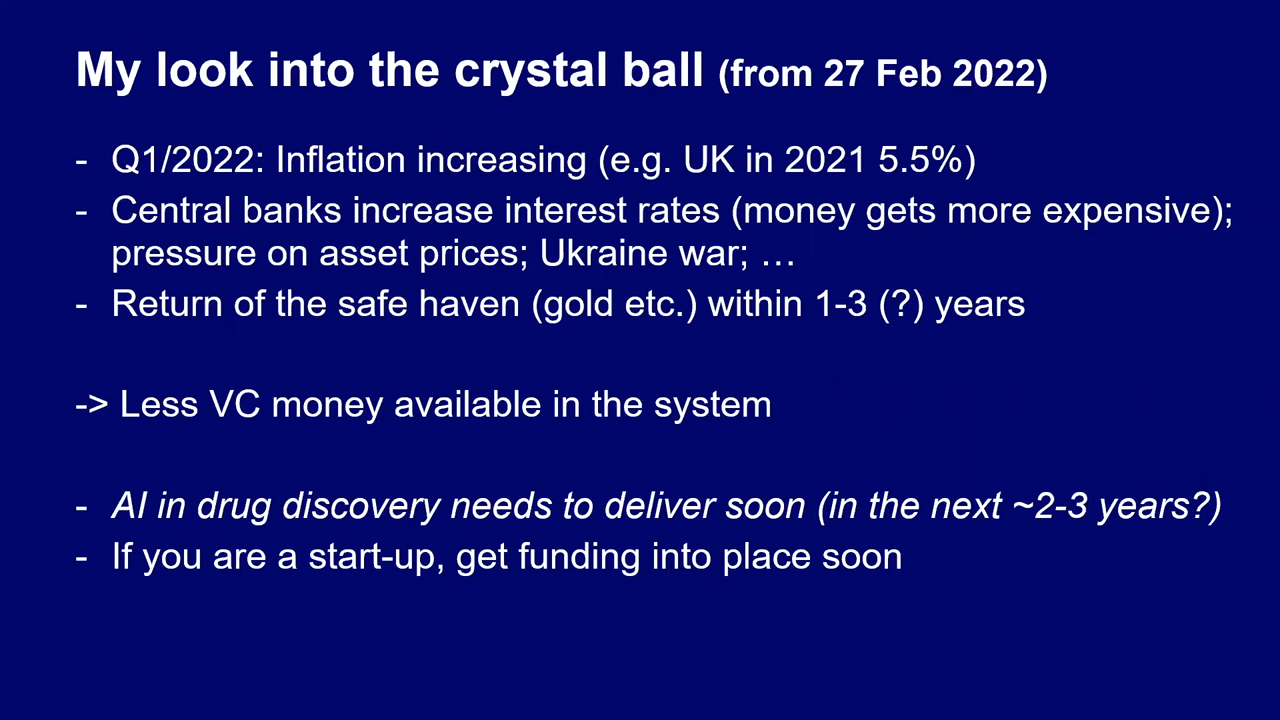 My look into the crystal ball (from 27 Feb 2022)
- Q1/2022: Inflation increasing (e.g. UK in 2021 5.5%)
- Central banks increase interest rates (money gets more expensive);
pressure on asset prices; Ukraine war; …
- Return of the safe haven (gold etc.) within 1-3 (?) years
-> Less VC money available in the system
- AI in drug discovery needs to deliver soon (in the next ~2-3 years?)
- If you are a start-up, get funding into place soon